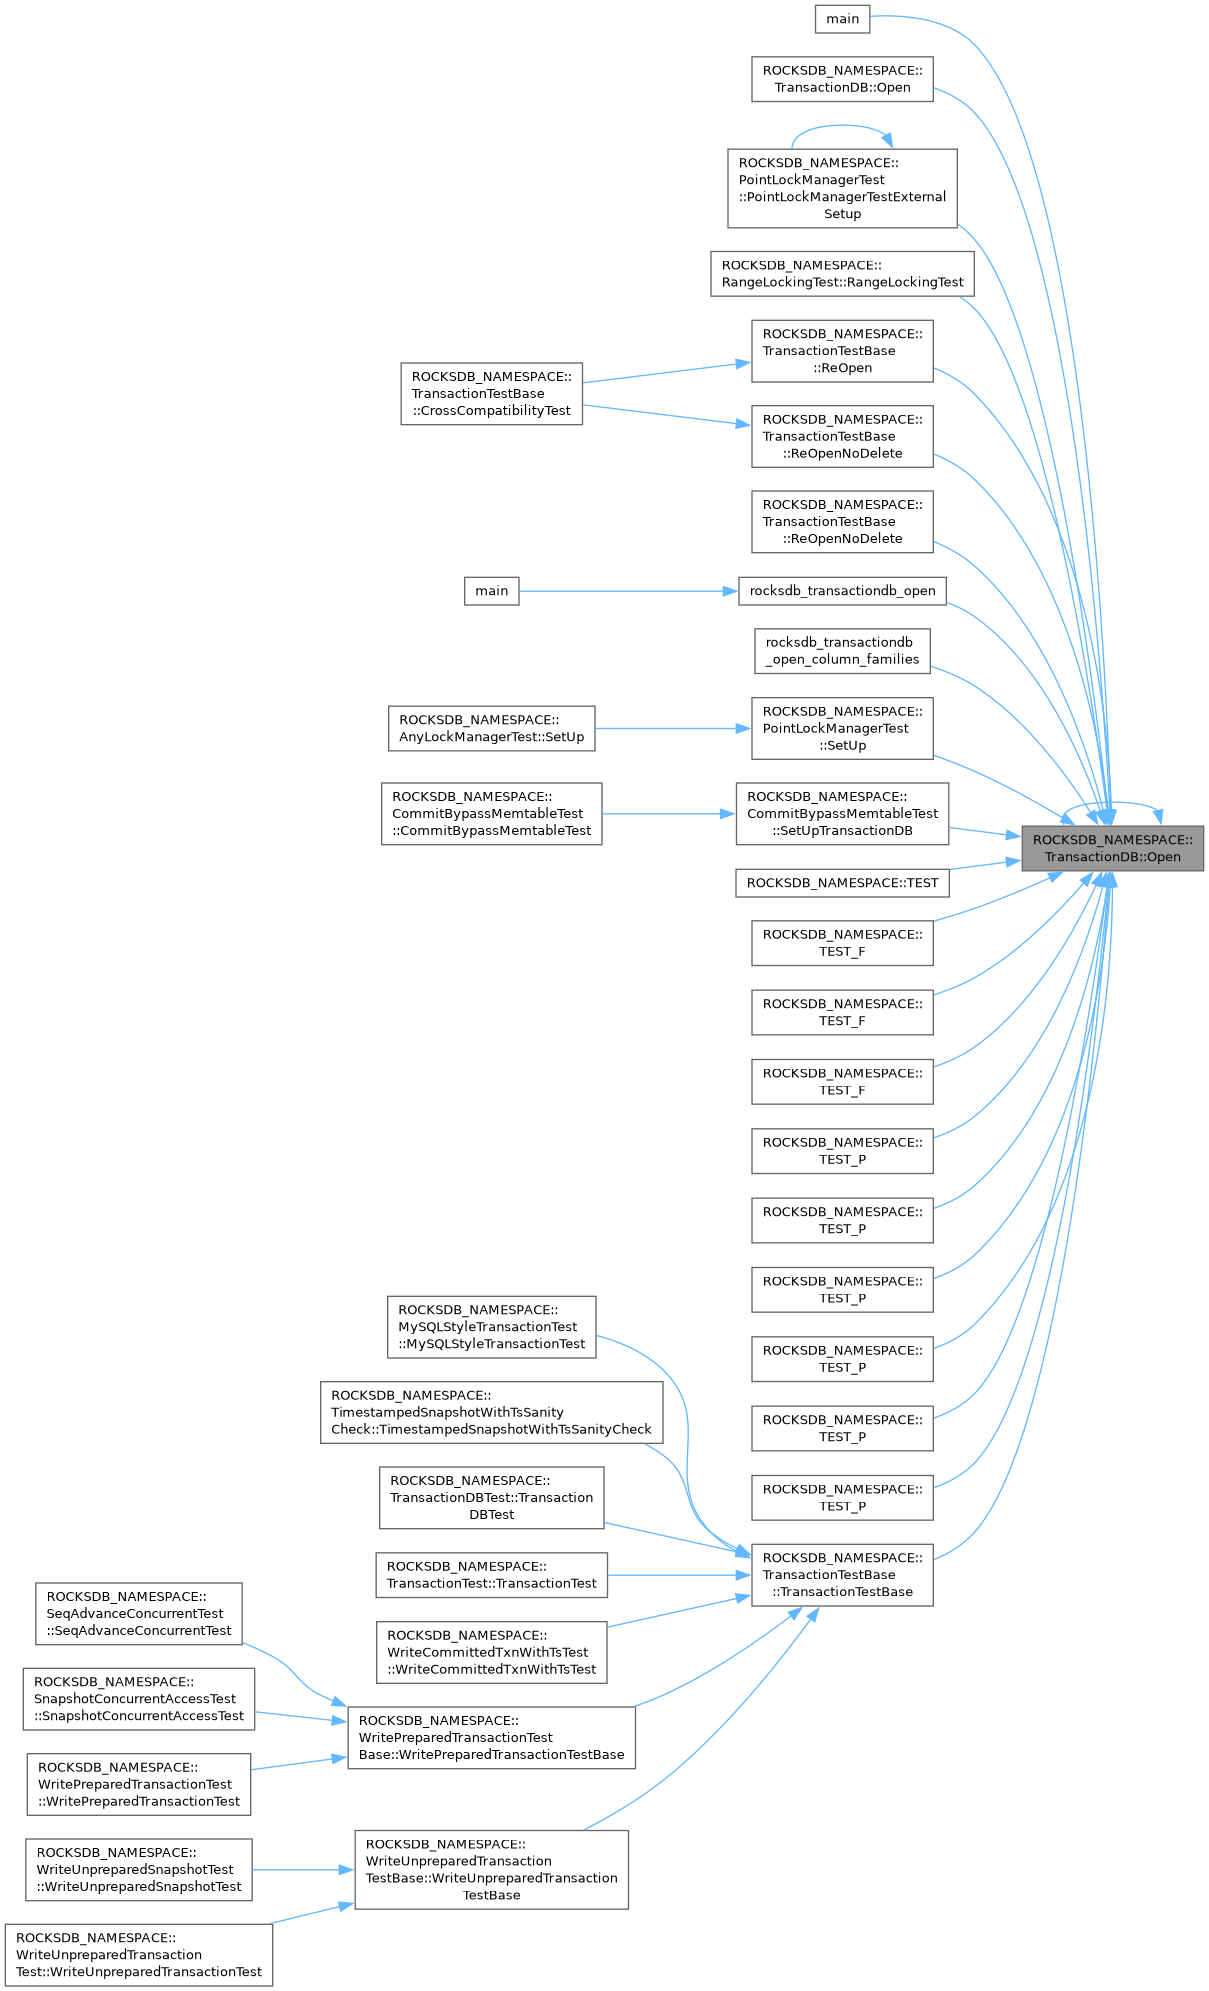 main
ROCKSDB_NAMESPACE::
TransactionDB::Open
ROCKSDB_NAMESPACE::
PointLockManagerTest
::PointLockManagerTestExternal
Setup
ROCKSDB_NAMESPACE::
RangeLockingTest::RangeLockingTest
ROCKSDB_NAMESPACE::
TransactionTestBase
::ReOpen
ROCKSDB_NAMESPACE::
TransactionTestBase
::CrossCompatibilityTest
ROCKSDB_NAMESPACE::
TransactionTestBase
::ReOpenNoDelete
ROCKSDB_NAMESPACE::
TransactionTestBase
::ReOpenNoDelete
main
rocksdb_transactiondb_open
rocksdb_transactiondb
_open_column_families
ROCKSDB_NAMESPACE::
AnyLockManagerTest::SetUp
ROCKSDB_NAMESPACE::
PointLockManagerTest
::SetUp
ROCKSDB_NAMESPACE::
CommitBypassMemtableTest
::CommitBypassMemtableTest
ROCKSDB_NAMESPACE::
CommitBypassMemtableTest
::SetUpTransactionDB
ROCKSDB_NAMESPACE::
TransactionDB::Open
ROCKSDB_NAMESPACE::TEST
ROCKSDB_NAMESPACE::
TEST_F
ROCKSDB_NAMESPACE::
TEST_F
ROCKSDB_NAMESPACE::
TEST_F
ROCKSDB_NAMESPACE::
TEST_P
ROCKSDB_NAMESPACE::
TEST_P
ROCKSDB_NAMESPACE::
TEST_P
ROCKSDB_NAMESPACE::
TEST_P
ROCKSDB_NAMESPACE::
TEST_P
ROCKSDB_NAMESPACE::
TEST_P
ROCKSDB_NAMESPACE::
MySQLStyleTransactionTest
::MySQLStyleTransactionTest
ROCKSDB_NAMESPACE::
TimestampedSnapshotWithTsSanity
Check::TimestampedSnapshotWithTsSanityCheck
ROCKSDB_NAMESPACE::
TransactionDBTest::Transaction
DBTest
ROCKSDB_NAMESPACE::
TransactionTest::TransactionTest
ROCKSDB_NAMESPACE::
TransactionTestBase
::TransactionTestBase
ROCKSDB_NAMESPACE::
WriteCommittedTxnWithTsTest
::WriteCommittedTxnWithTsTest
ROCKSDB_NAMESPACE::
SeqAdvanceConcurrentTest
::SeqAdvanceConcurrentTest
ROCKSDB_NAMESPACE::
SnapshotConcurrentAccessTest
::SnapshotConcurrentAccessTest
ROCKSDB_NAMESPACE::
WritePreparedTransactionTest
Base::WritePreparedTransactionTestBase
ROCKSDB_NAMESPACE::
WritePreparedTransactionTest
::WritePreparedTransactionTest
ROCKSDB_NAMESPACE::
WriteUnpreparedSnapshotTest
::WriteUnpreparedSnapshotTest
ROCKSDB_NAMESPACE::
WriteUnpreparedTransaction
TestBase::WriteUnpreparedTransaction
TestBase
ROCKSDB_NAMESPACE::
WriteUnpreparedTransaction
Test::WriteUnpreparedTransactionTest